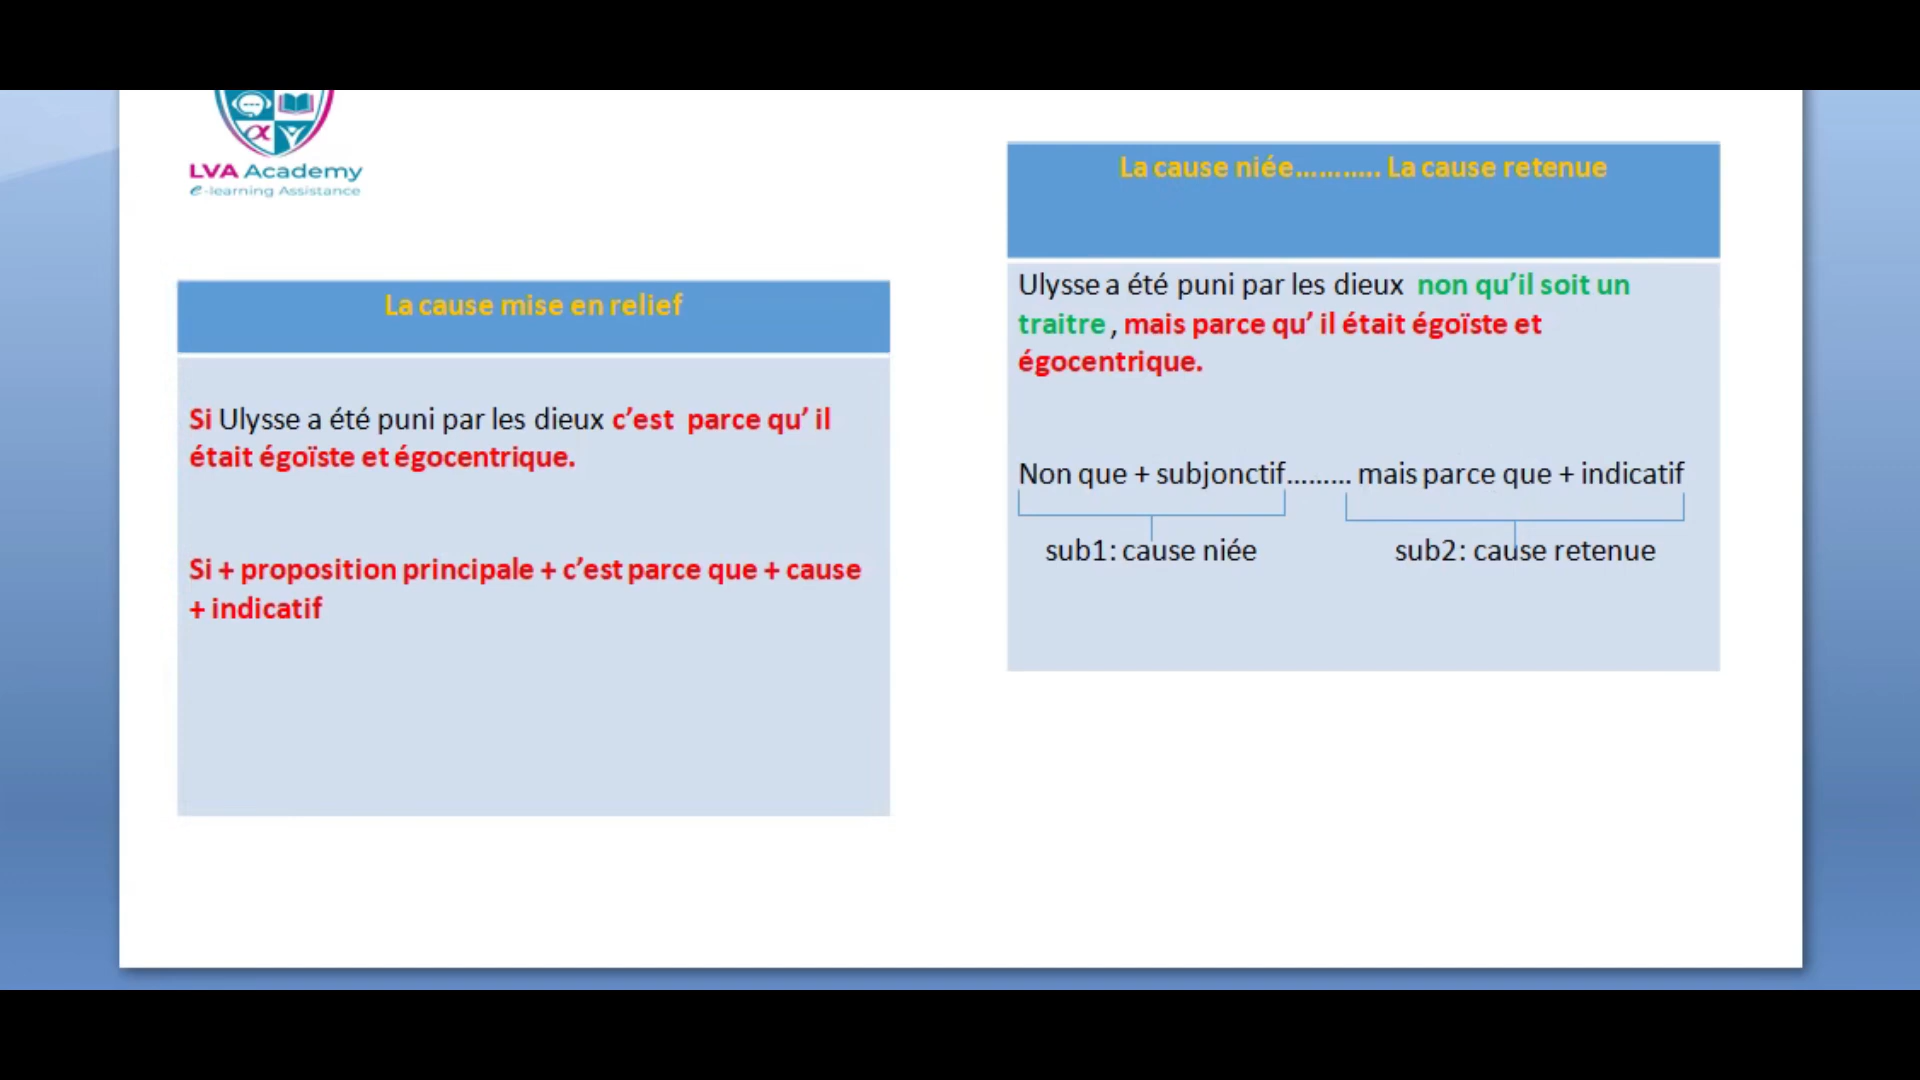 LVA Academy
e-learning Assistance
La cause mise en relief
Si Ulysse a été puni par les dieux c’est parce qu’ il
était égoïste et égocentrique.
Si + proposition principale + c’est parce que + cause
+ indicatif
La cause niée……….. La cause retenue
Ulysse a été puni par les dieux non qu’il soit un
traitre , mais parce qu’ il était égoïste et
égocentrique.
Non que + subjonctif……… mais parce que + indicatif
sub1: cause niée sub2: cause retenue